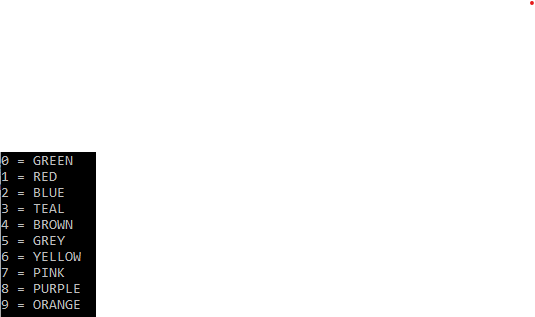 0 = GREEN
1 = RED
2 = BLUE
3 = TEAL
4 = BROWN
5 = GREY
6 = YELLOW
7 = PINK
8 = PURPLE
9 = ORANGE